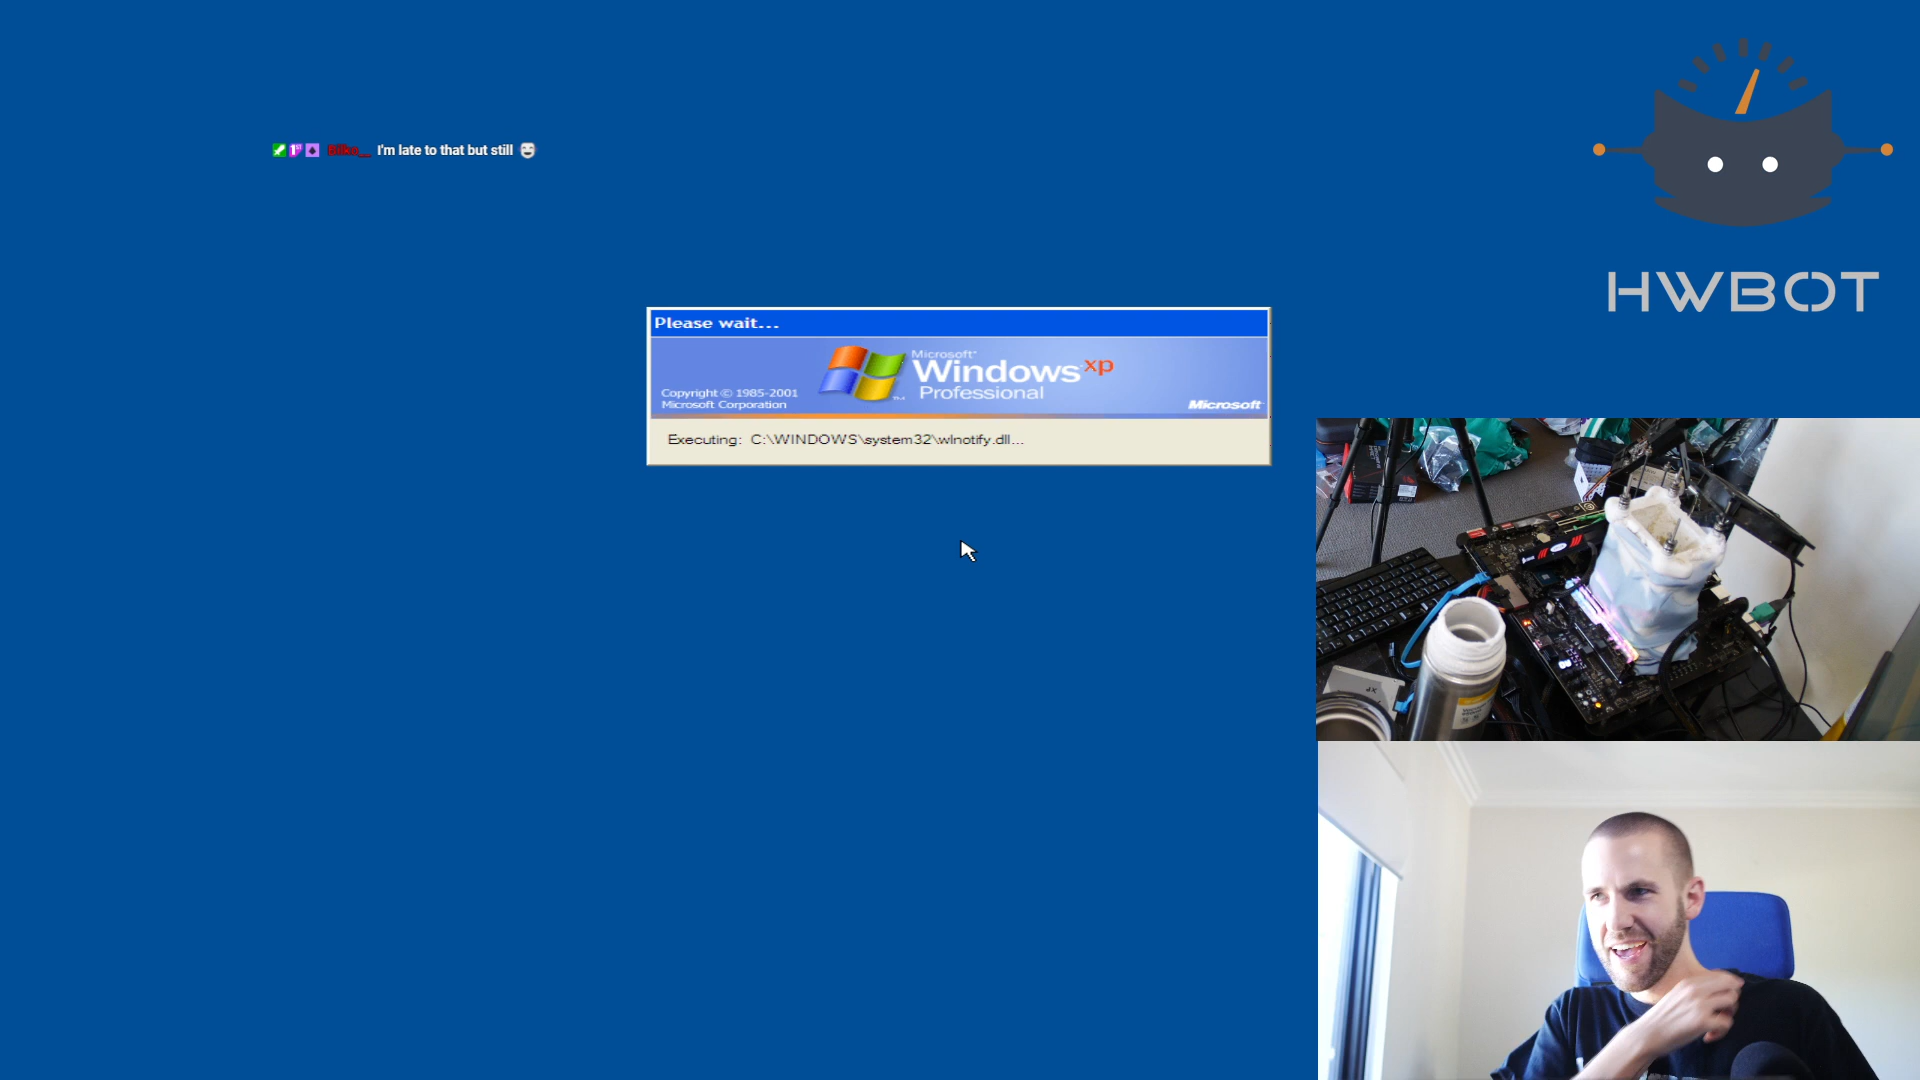 I'm late to that but still
HWBOT
Please wait...
Microsoft®
Windows xp
Professional
Copyright © 1985-2001
Microsoft Corporation
Microsoft
Executing: C:\WINDOWS\system32\wlnotify.dll...
XP